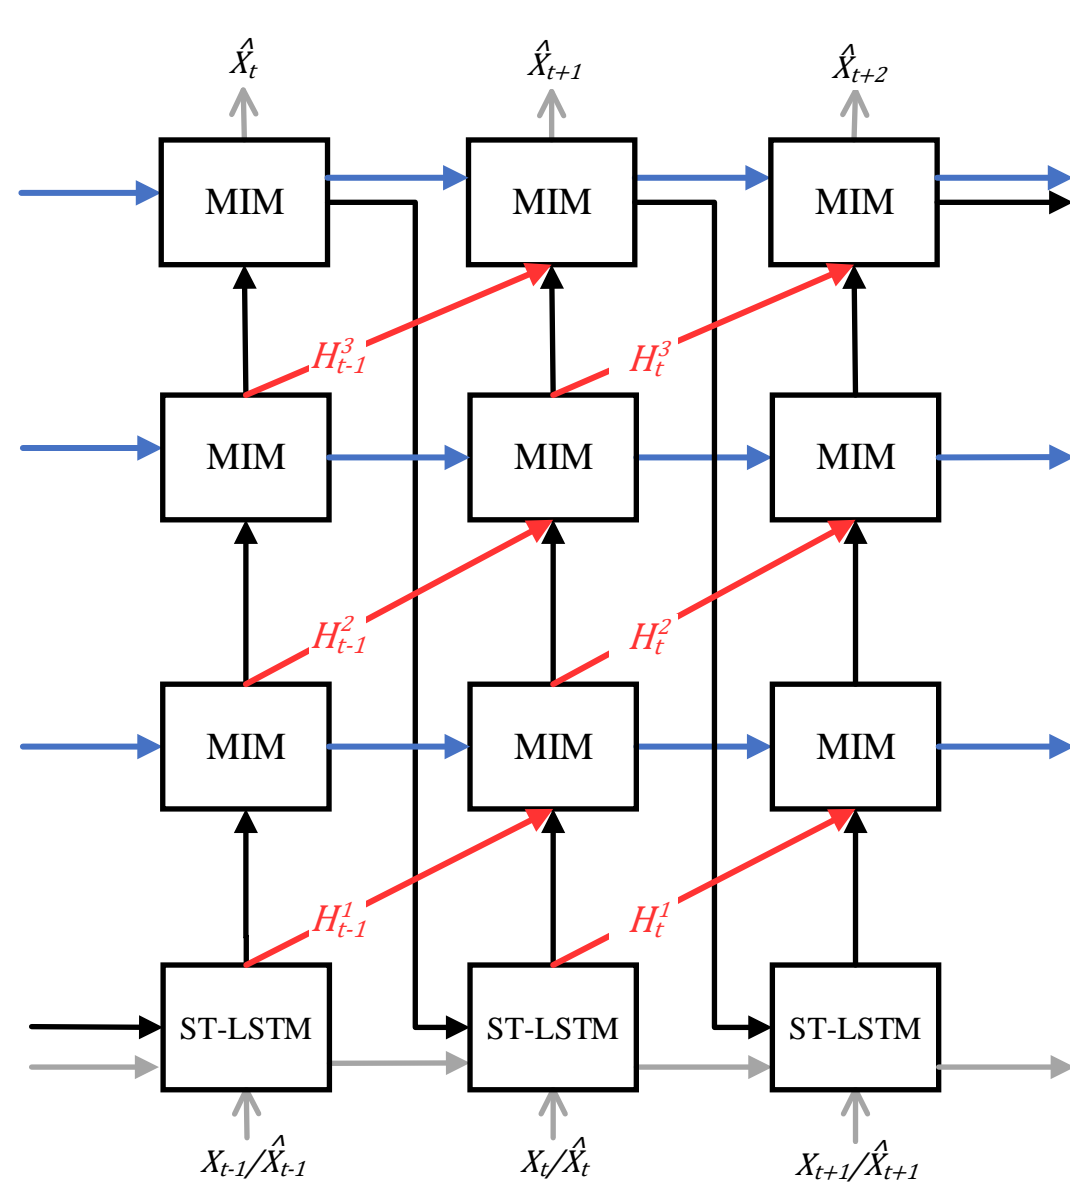 X̂ₜ X̂ₜ₊₁ X̂ₜ₊₂
MIM MIM MIM
H³ₜ₋₁ H³ₜ
MIM MIM MIM
H²ₜ₋₁ H²ₜ
MIM MIM MIM
H¹ₜ₋₁ H¹ₜ
ST-LSTM ST-LSTM ST-LSTM
Xₜ₋₁/X̂ₜ₋₁ Xₜ/X̂ₜ Xₜ₊₁/X̂ₜ₊₁